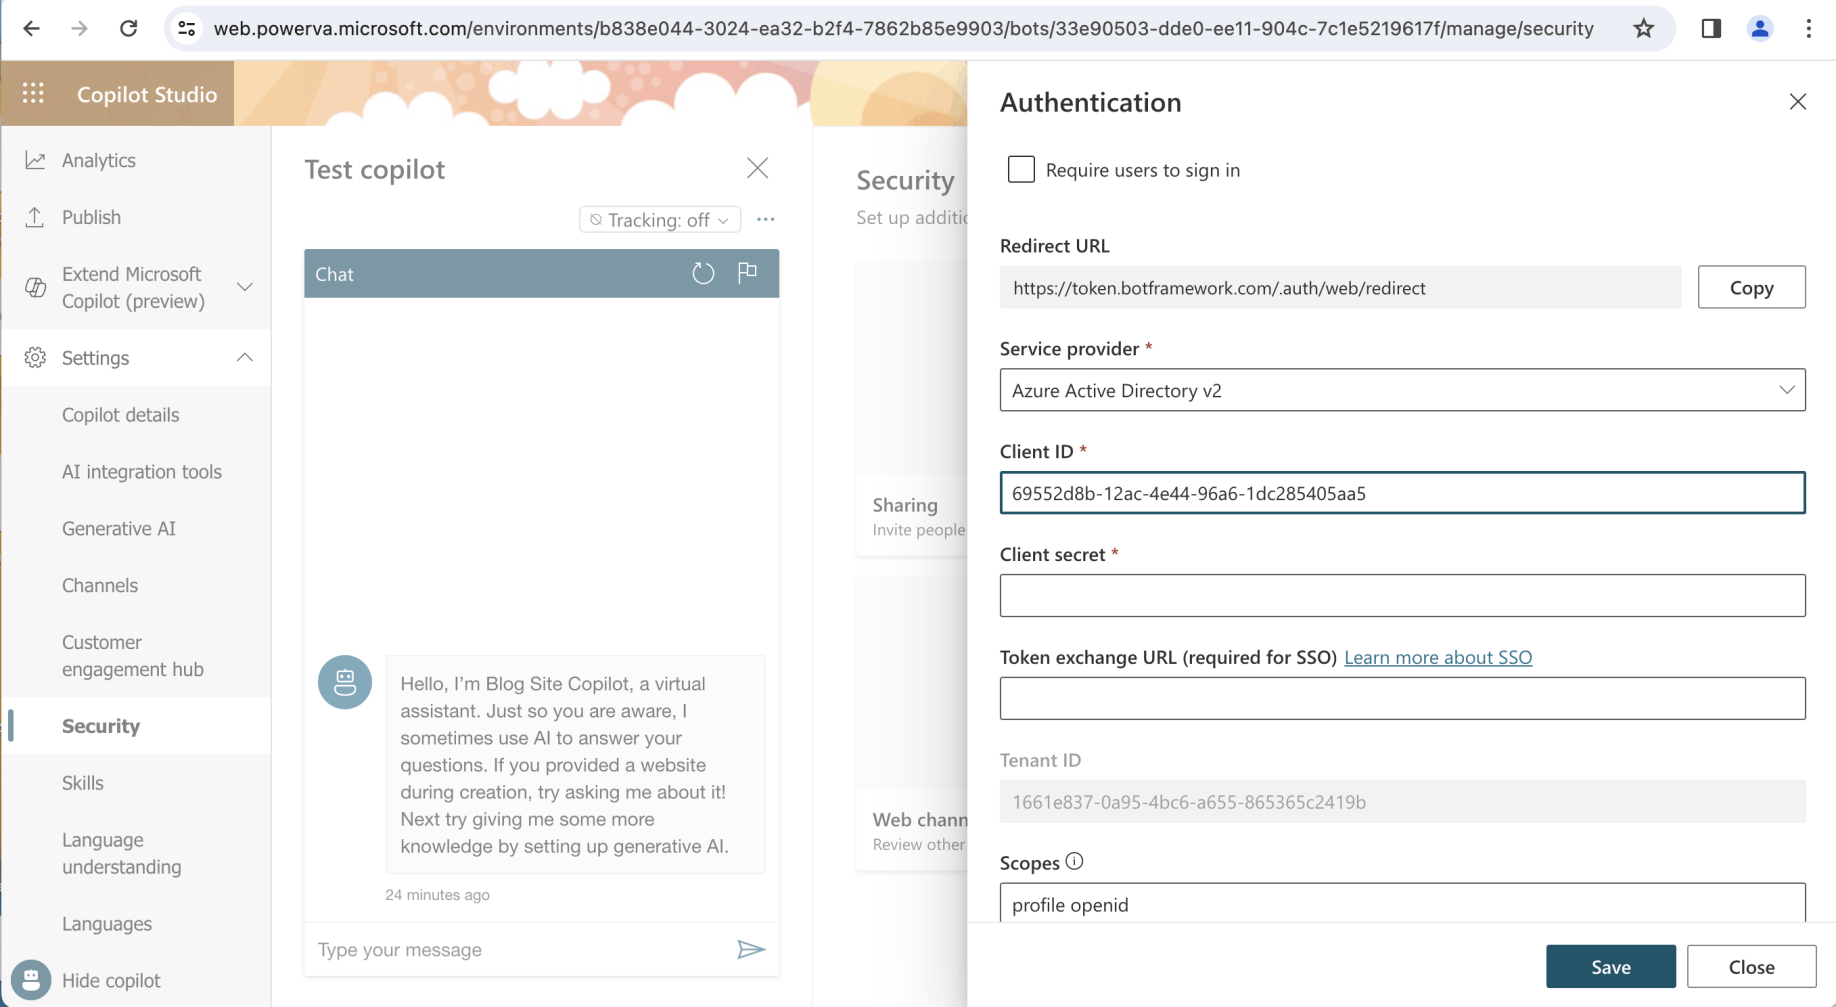 web.powerva.microsoft.com/environments/b838e044-3024-ea32-b2f4-7862b85e9903/bots/33e90503-dde0-ee11-904c-7c1e5219617f/manage/security
Copilot Studio
Analytics
Publish
Extend Microsoft
Copilot (preview)
Settings
Copilot details
AI integration tools
Generative AI
Channels
Customer
engagement hub
Security
Skills
Language
understanding
Languages
Hide copilot
Test copilot
Tracking: off
Chat
Hello, I’m Blog Site Copilot, a virtual
assistant. Just so you are aware, I
sometimes use AI to answer your
questions. If you provided a website
during creation, try asking me about it!
Next try giving me some more
knowledge by setting up generative AI.
24 minutes ago
Type your message
Security
Set up additio
Sharing
Invite people
Web chann
Review other
Authentication
Require users to sign in
Redirect URL
https://token.botframework.com/.auth/web/redirect
Copy
Service provider *
Azure Active Directory v2
Client ID *
69552d8b-12ac-4e44-96a6-1dc285405aa5
Client secret *
Token exchange URL (required for SSO) Learn more about SSO
Tenant ID
1661e837-0a95-4bc6-a655-865365c2419b
Scopes
profile openid
Save
Close